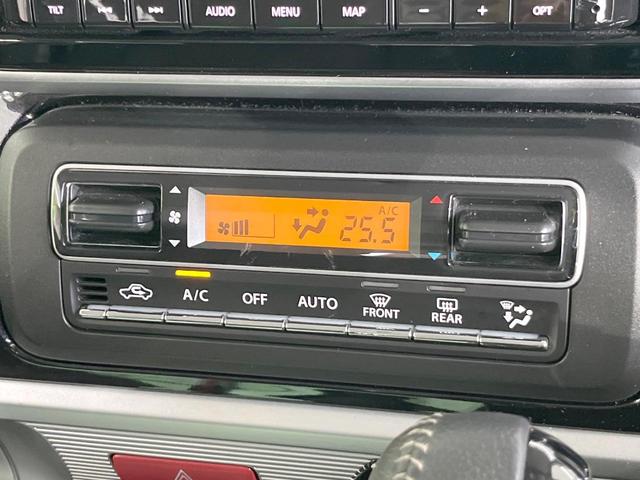 TILT AUDIO MENU MAP − + OPT
A/C
25.5
A/C OFF AUTO FRONT REAR